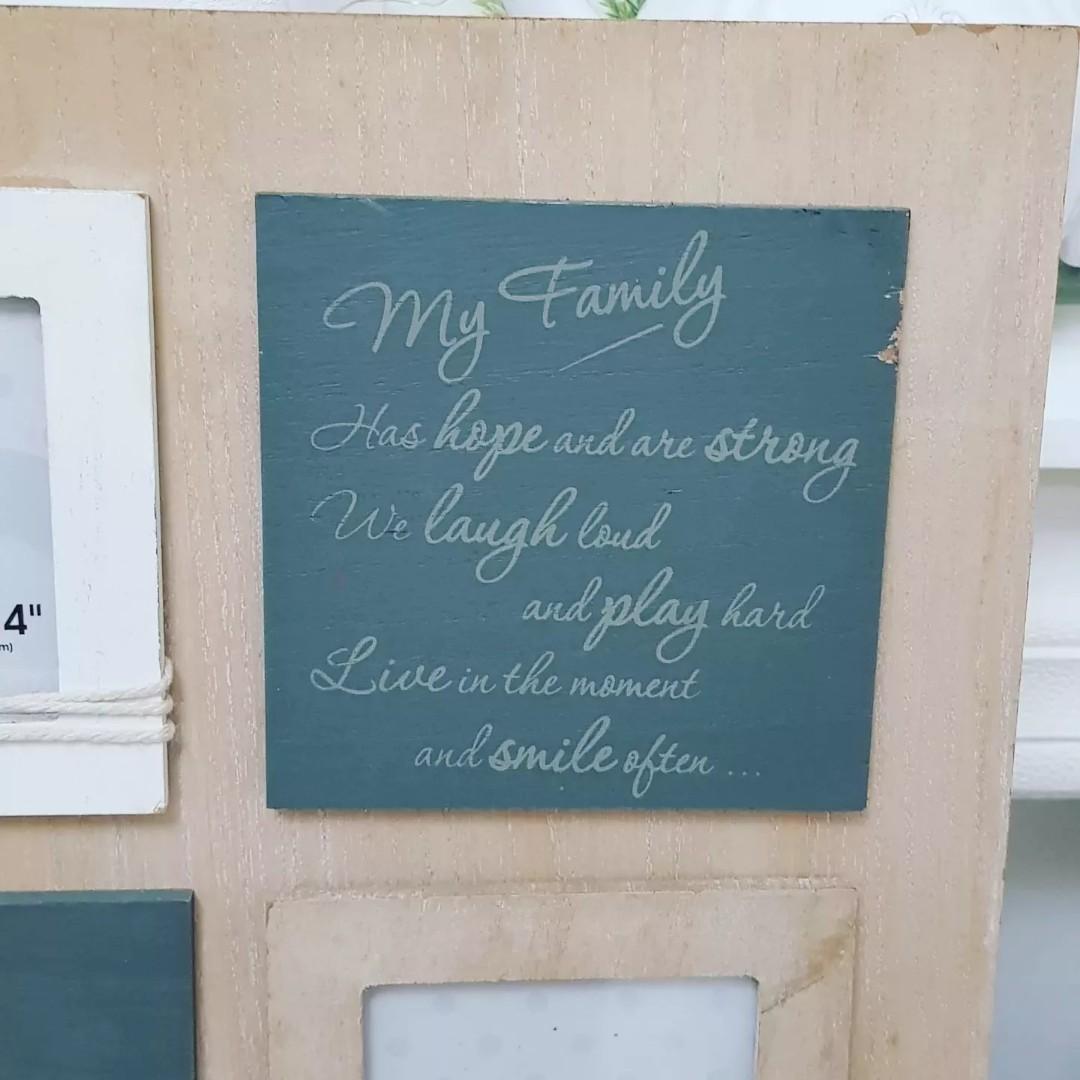 My Family
Has hope and are strong
We laugh loud
and play hard
Live in the moment
and smile often ...
4"
m)